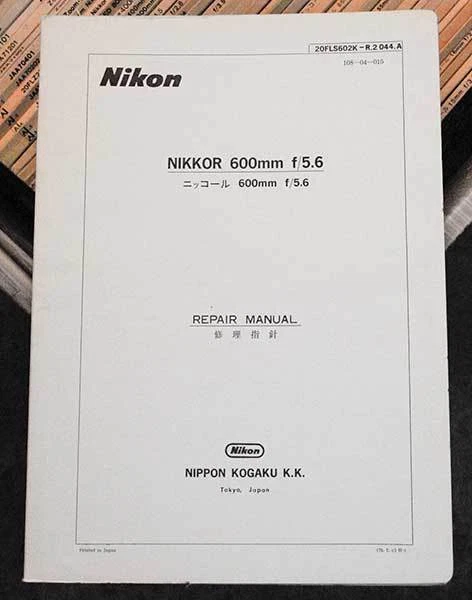 20FLS602K-R.2 044.A
108-04-015
Nikon
NIKKOR 600mm f/5.6
ニッコール 600mm f/5.6
REPAIR MANUAL
修理指針
Nikon
NIPPON KOGAKU K.K.
Tokyo, Japan
Printed in Japan